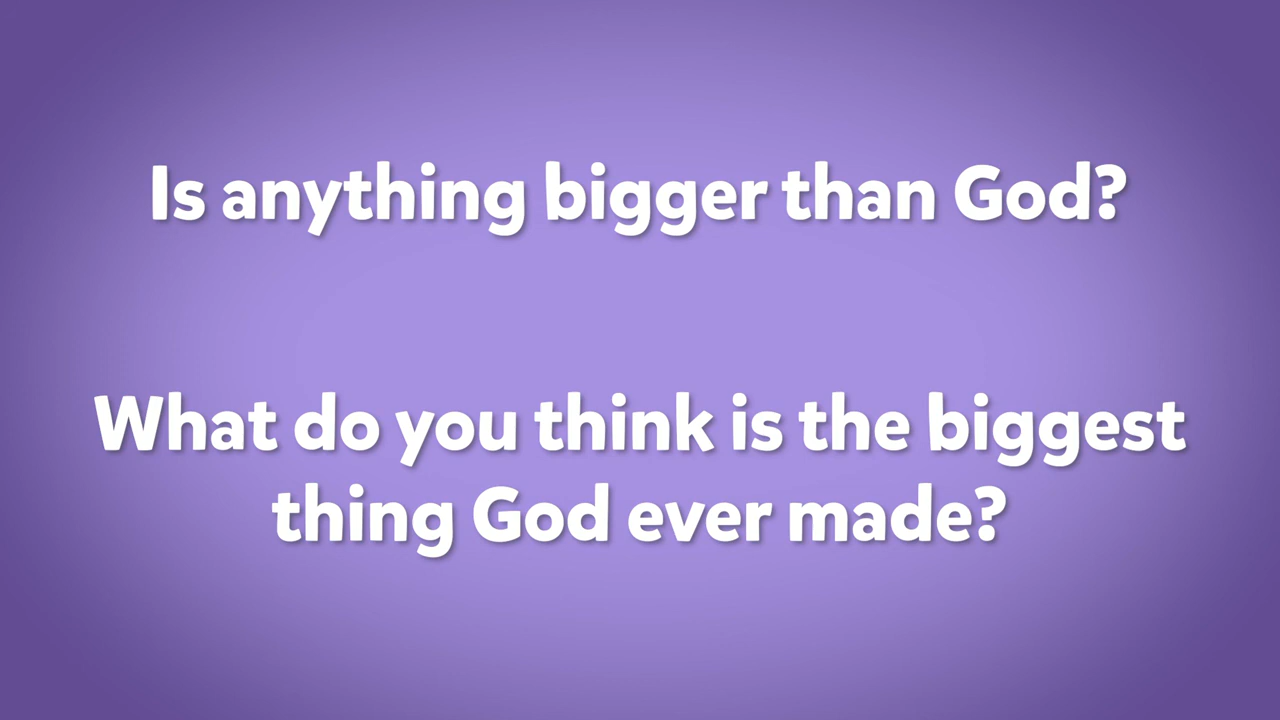 Is anything bigger than God?
What do you think is the biggest
thing God ever made?